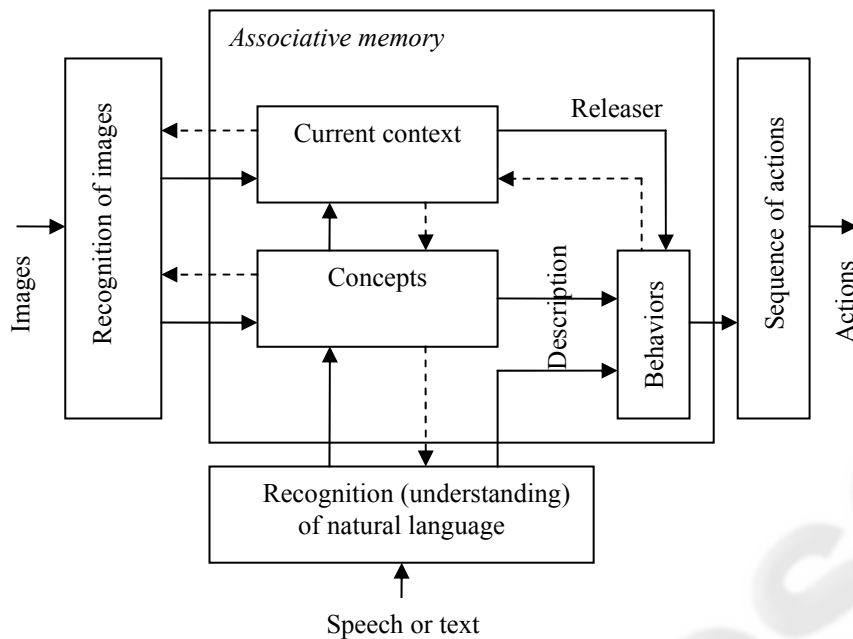 Associative memory
Images
Recognition of images
Current context
Releaser
Concepts
Description
Behaviors
Sequence of actions
Actions
Recognition (understanding)
of natural language
Speech or text